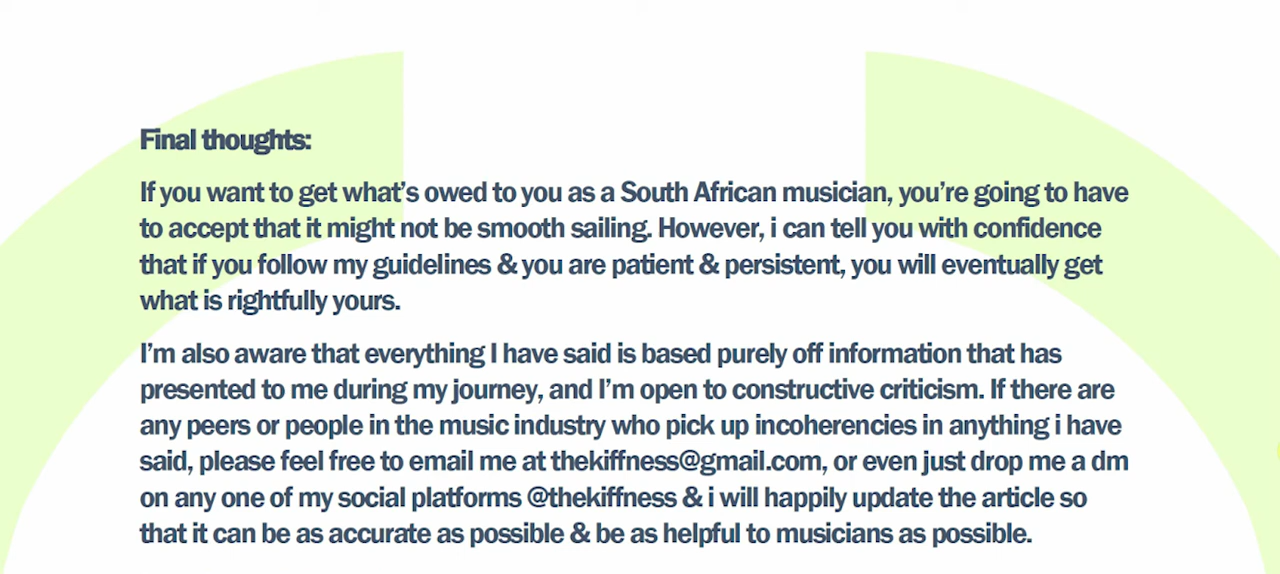 Final thoughts:
If you want to get what's owed to you as a South African musician, you're going to have
to accept that it might not be smooth sailing. However, i can tell you with confidence
that if you follow my guidelines & you are patient & persistent, you will eventually get
what is rightfully yours.
I'm also aware that everything I have said is based purely off information that has
presented to me during my journey, and I'm open to constructive criticism. If there are
any peers or people in the music industry who pick up incoherencies in anything i have
said, please feel free to email me at thekiffness@gmail.com, or even just drop me a dm
on any one of my social platforms @thekiffness & i will happily update the article so
that it can be as accurate as possible & be as helpful to musicians as possible.